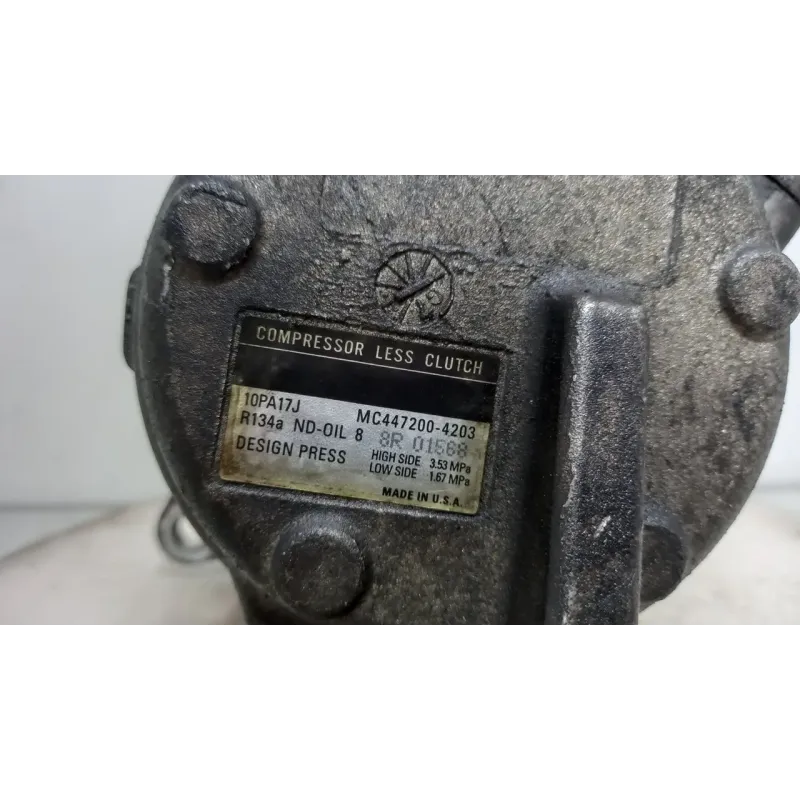 COMPRESSOR LESS CLUTCH
10PA17J MC447200-4203
R134a ND-OIL 8 8R 01568
DESIGN PRESS HIGH SIDE 3.53 MPa
LOW SIDE 1.67 MPa
MADE IN U.S.A.